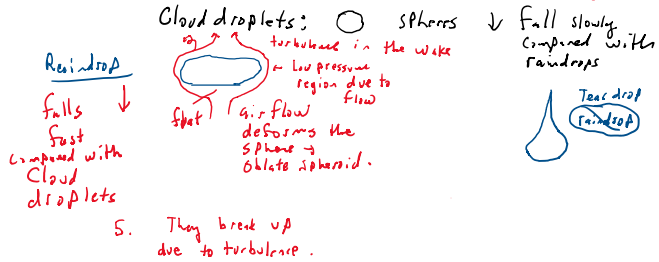 Cloud droplets: spheres ↓ fall slowly
compared with
raindrops
turbulence in the wake
← Low pressure
region due to
flow
Raindrop
falls ↓
fast
compared with
cloud
droplets
flat
airflow
deforms the
sphere →
oblate spheroid.
Tear drop
raindrop
5. They break up
due to turbulence.